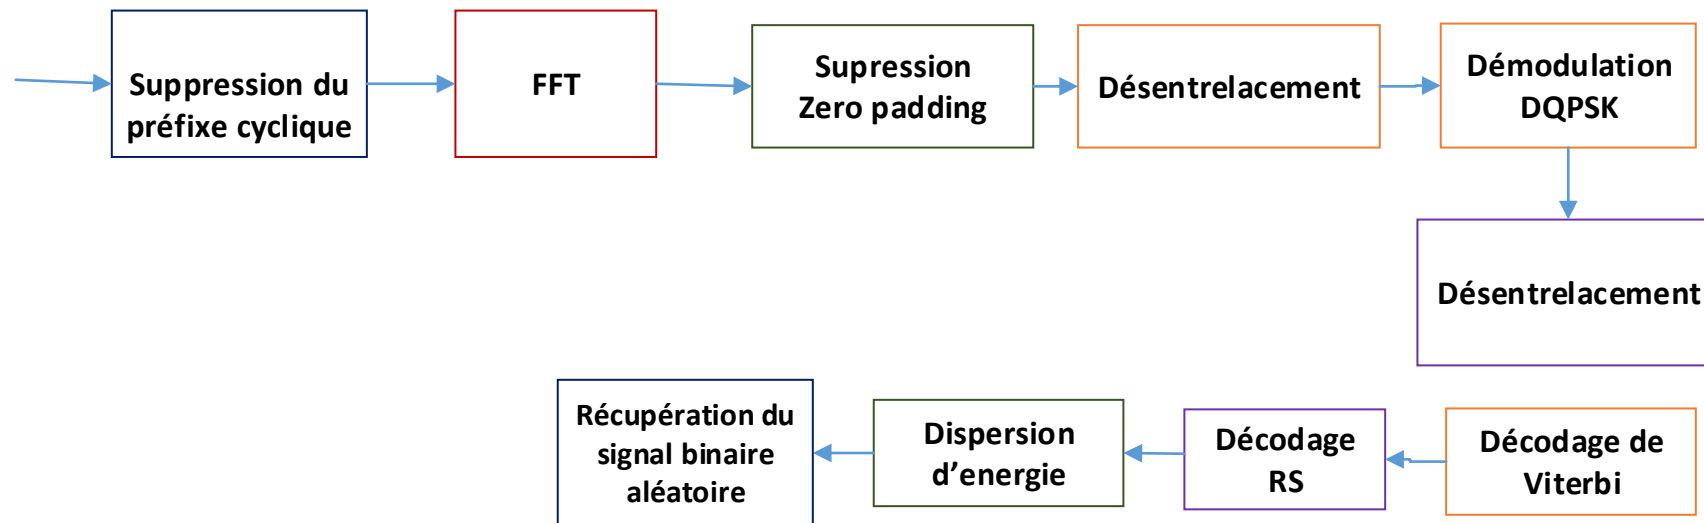 Suppression du
préfixe cyclique
FFT
Supression
Zero padding
Désentrelacement
Démodulation
DQPSK
Désentrelacement
Décodage de
Viterbi
Décodage
RS
Dispersion
d’energie
Récupération du
signal binaire
aléatoire